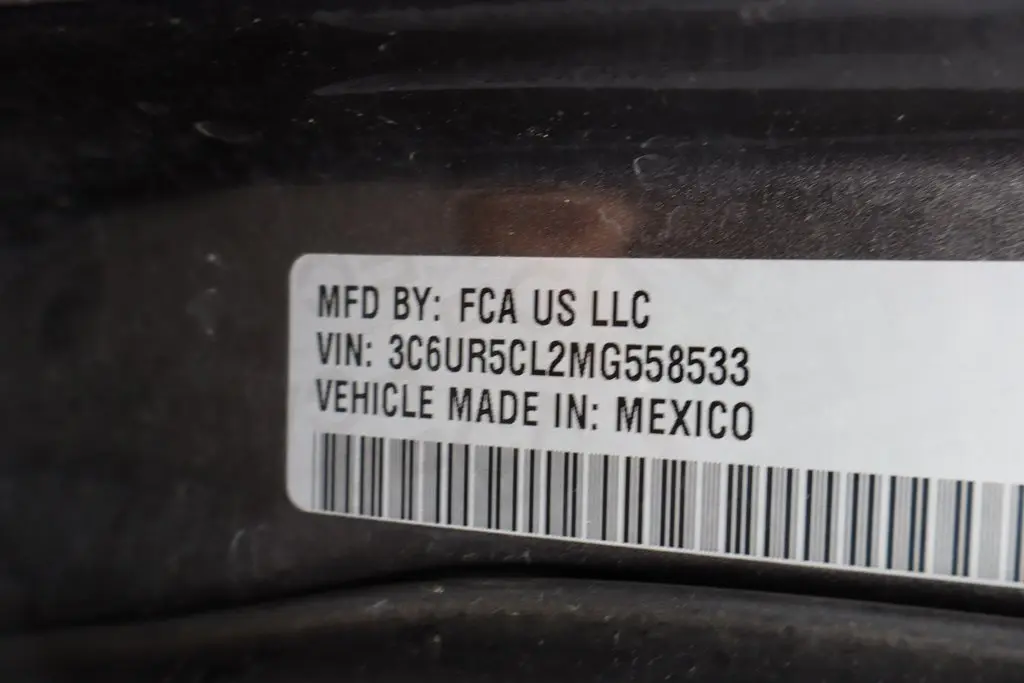 MFD BY: FCA US LLC
VIN: 3C6UR5CL2MG558533
VEHICLE MADE IN: MEXICO